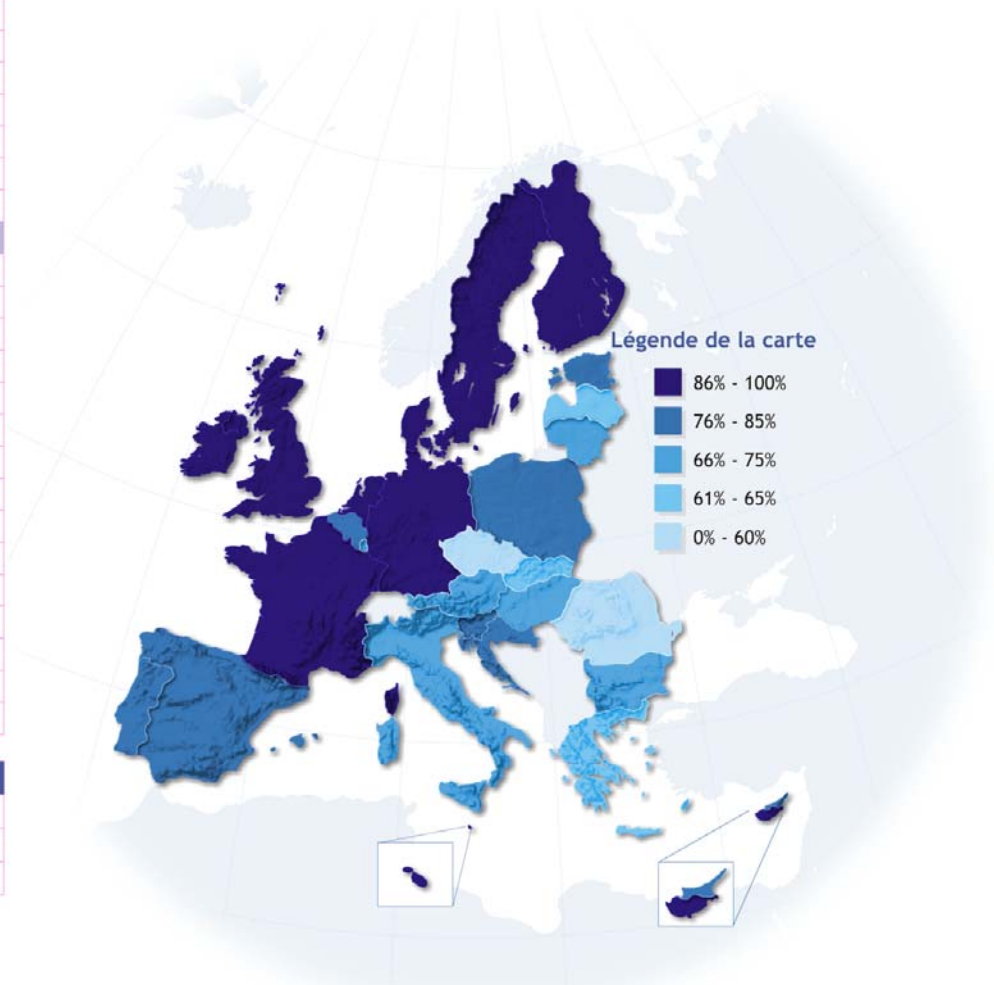 Légende de la carte
86% - 100%
76% - 85%
66% - 75%
61% - 65%
0% - 60%